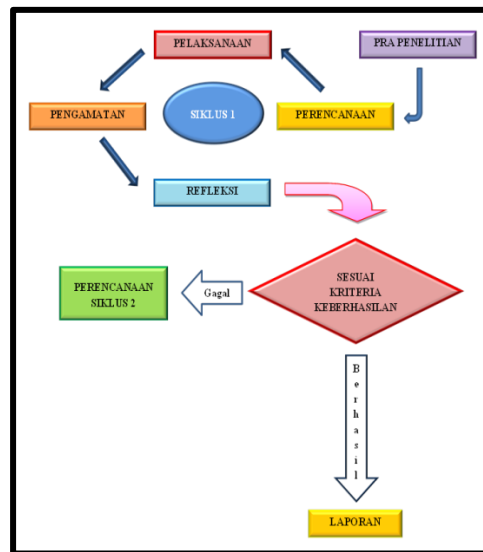 PELAKSANAAN
PRA PENELITIAN
PENGAMATAN
SIKLUS 1
PERENCANAAN
REFLEKSI
SESUAI
KRITERIA
KEBERHASILAN
Gagal
PERENCANAAN
SIKLUS 2
Berhasil
LAPORAN